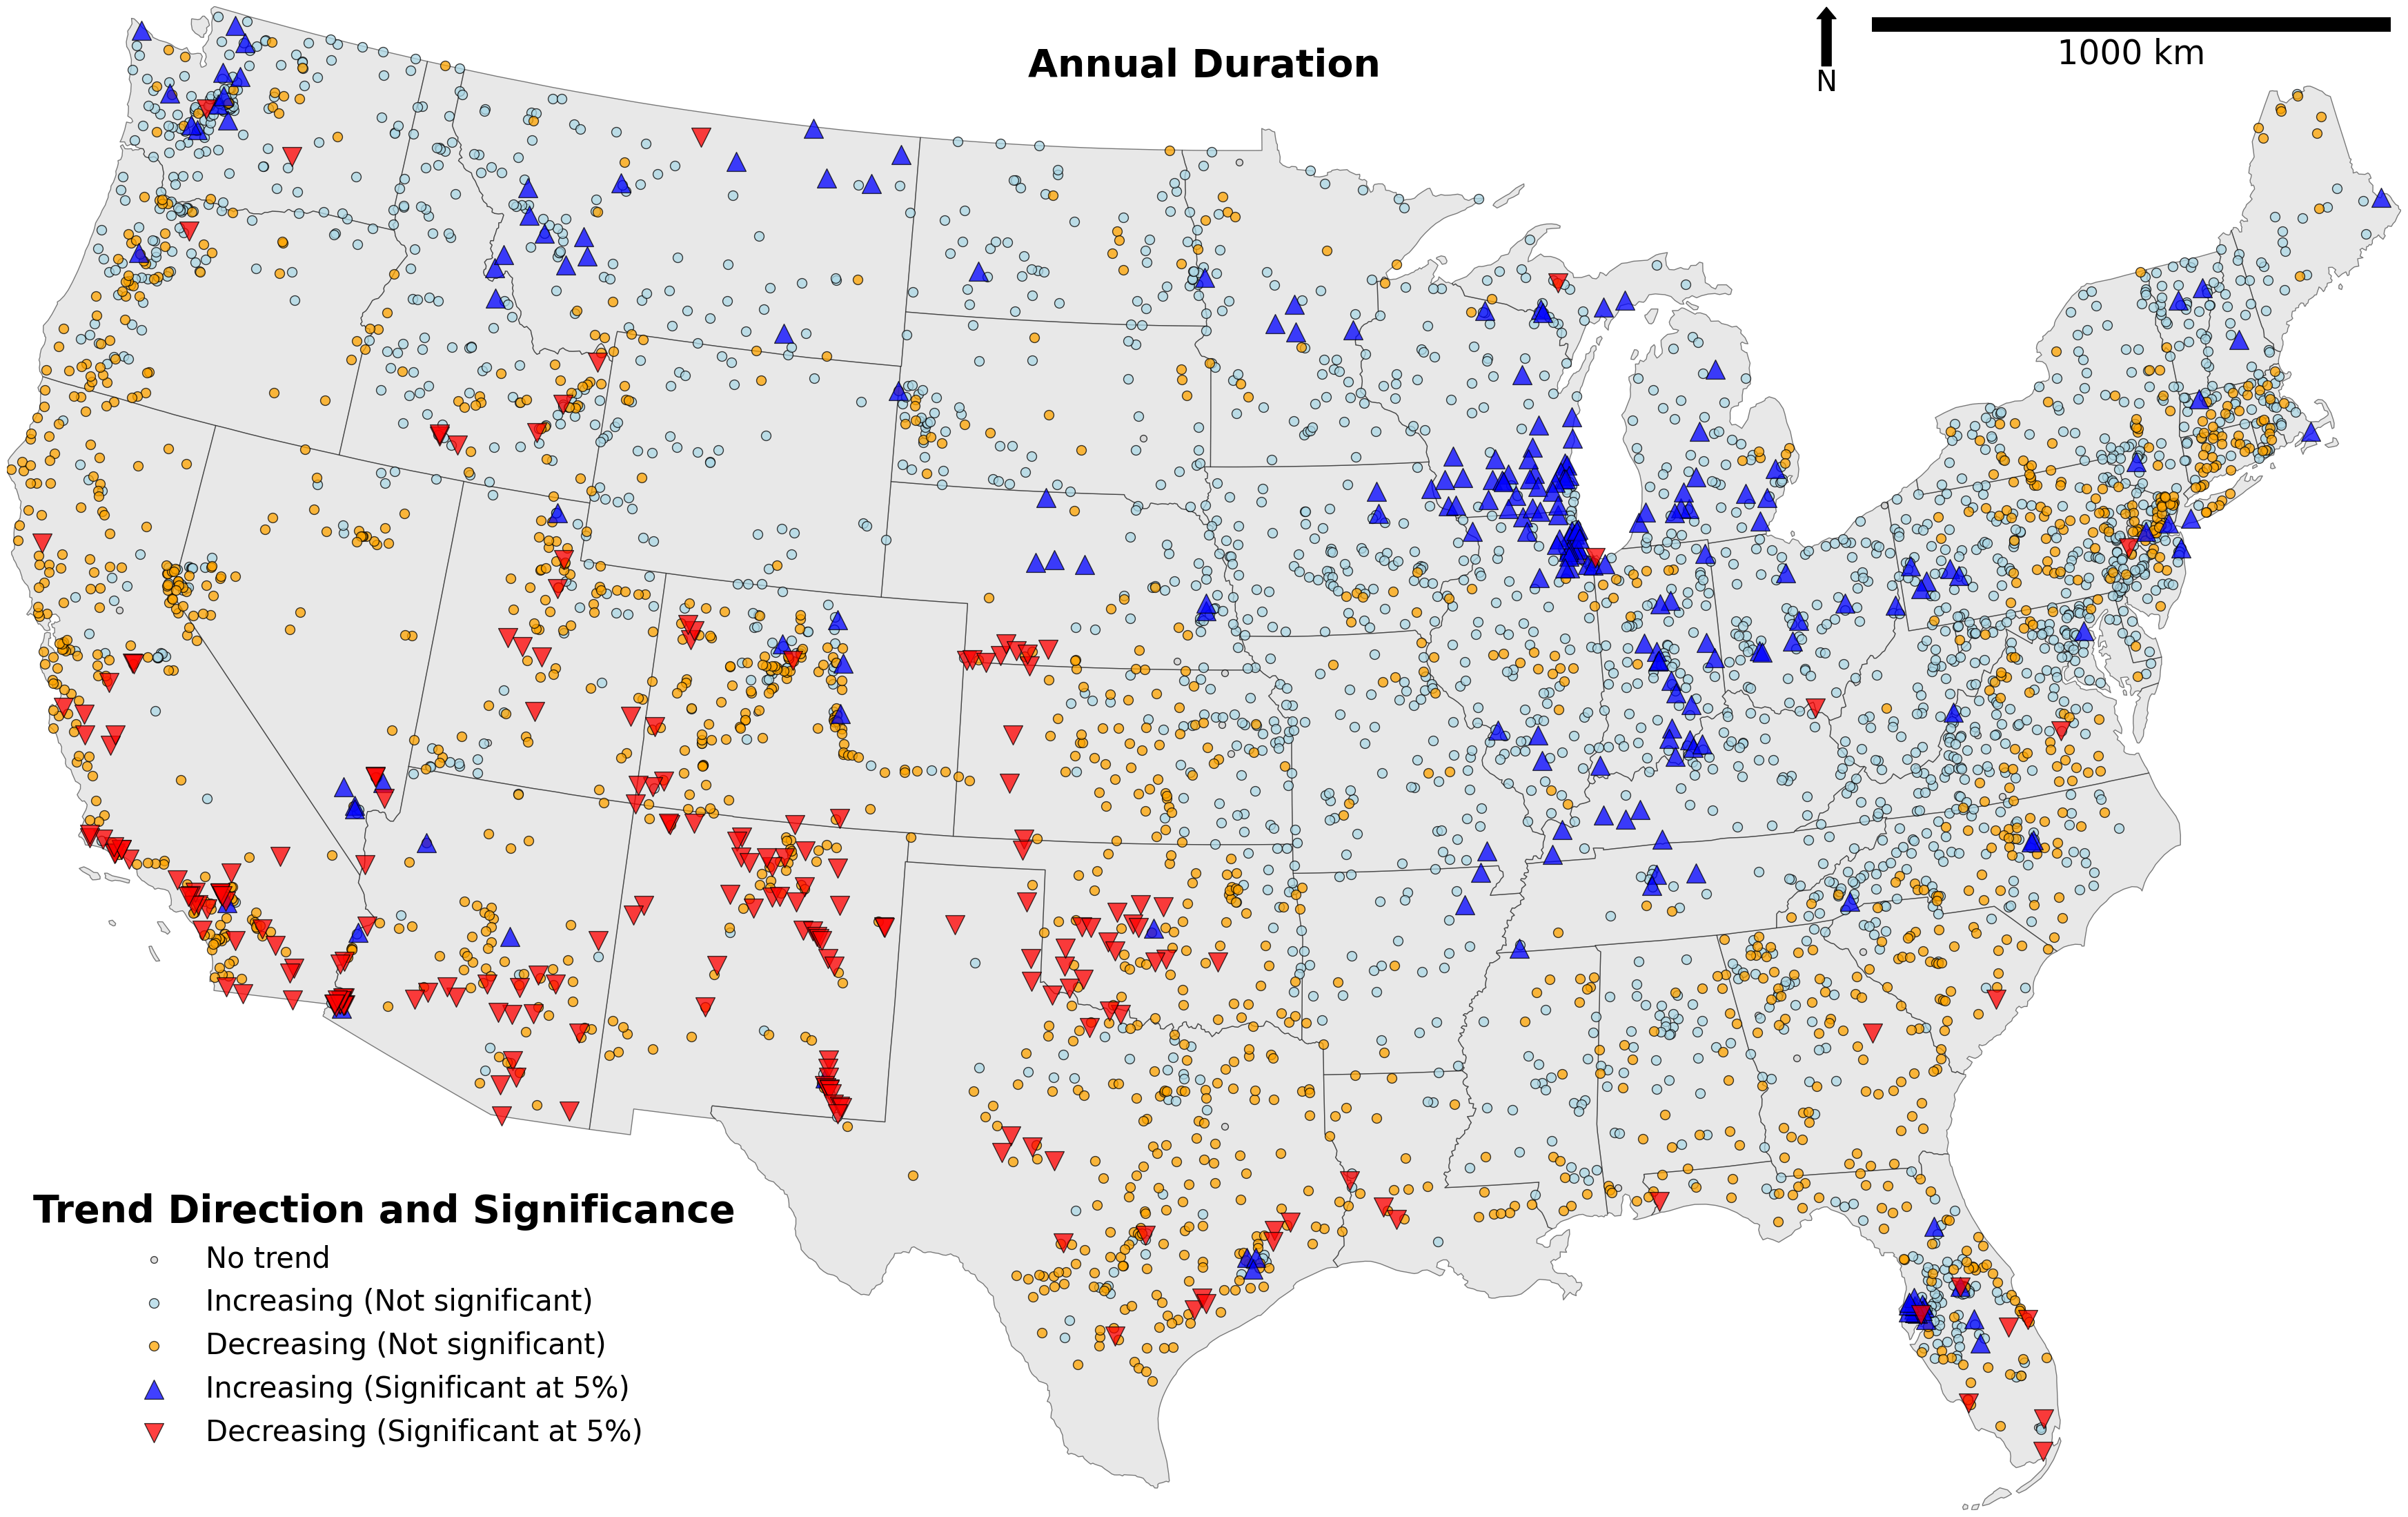 Annual Duration
1000 km
N
Trend Direction and Significance
No trend
Increasing (Not significant)
Decreasing (Not significant)
Increasing (Significant at 5%)
Decreasing (Significant at 5%)